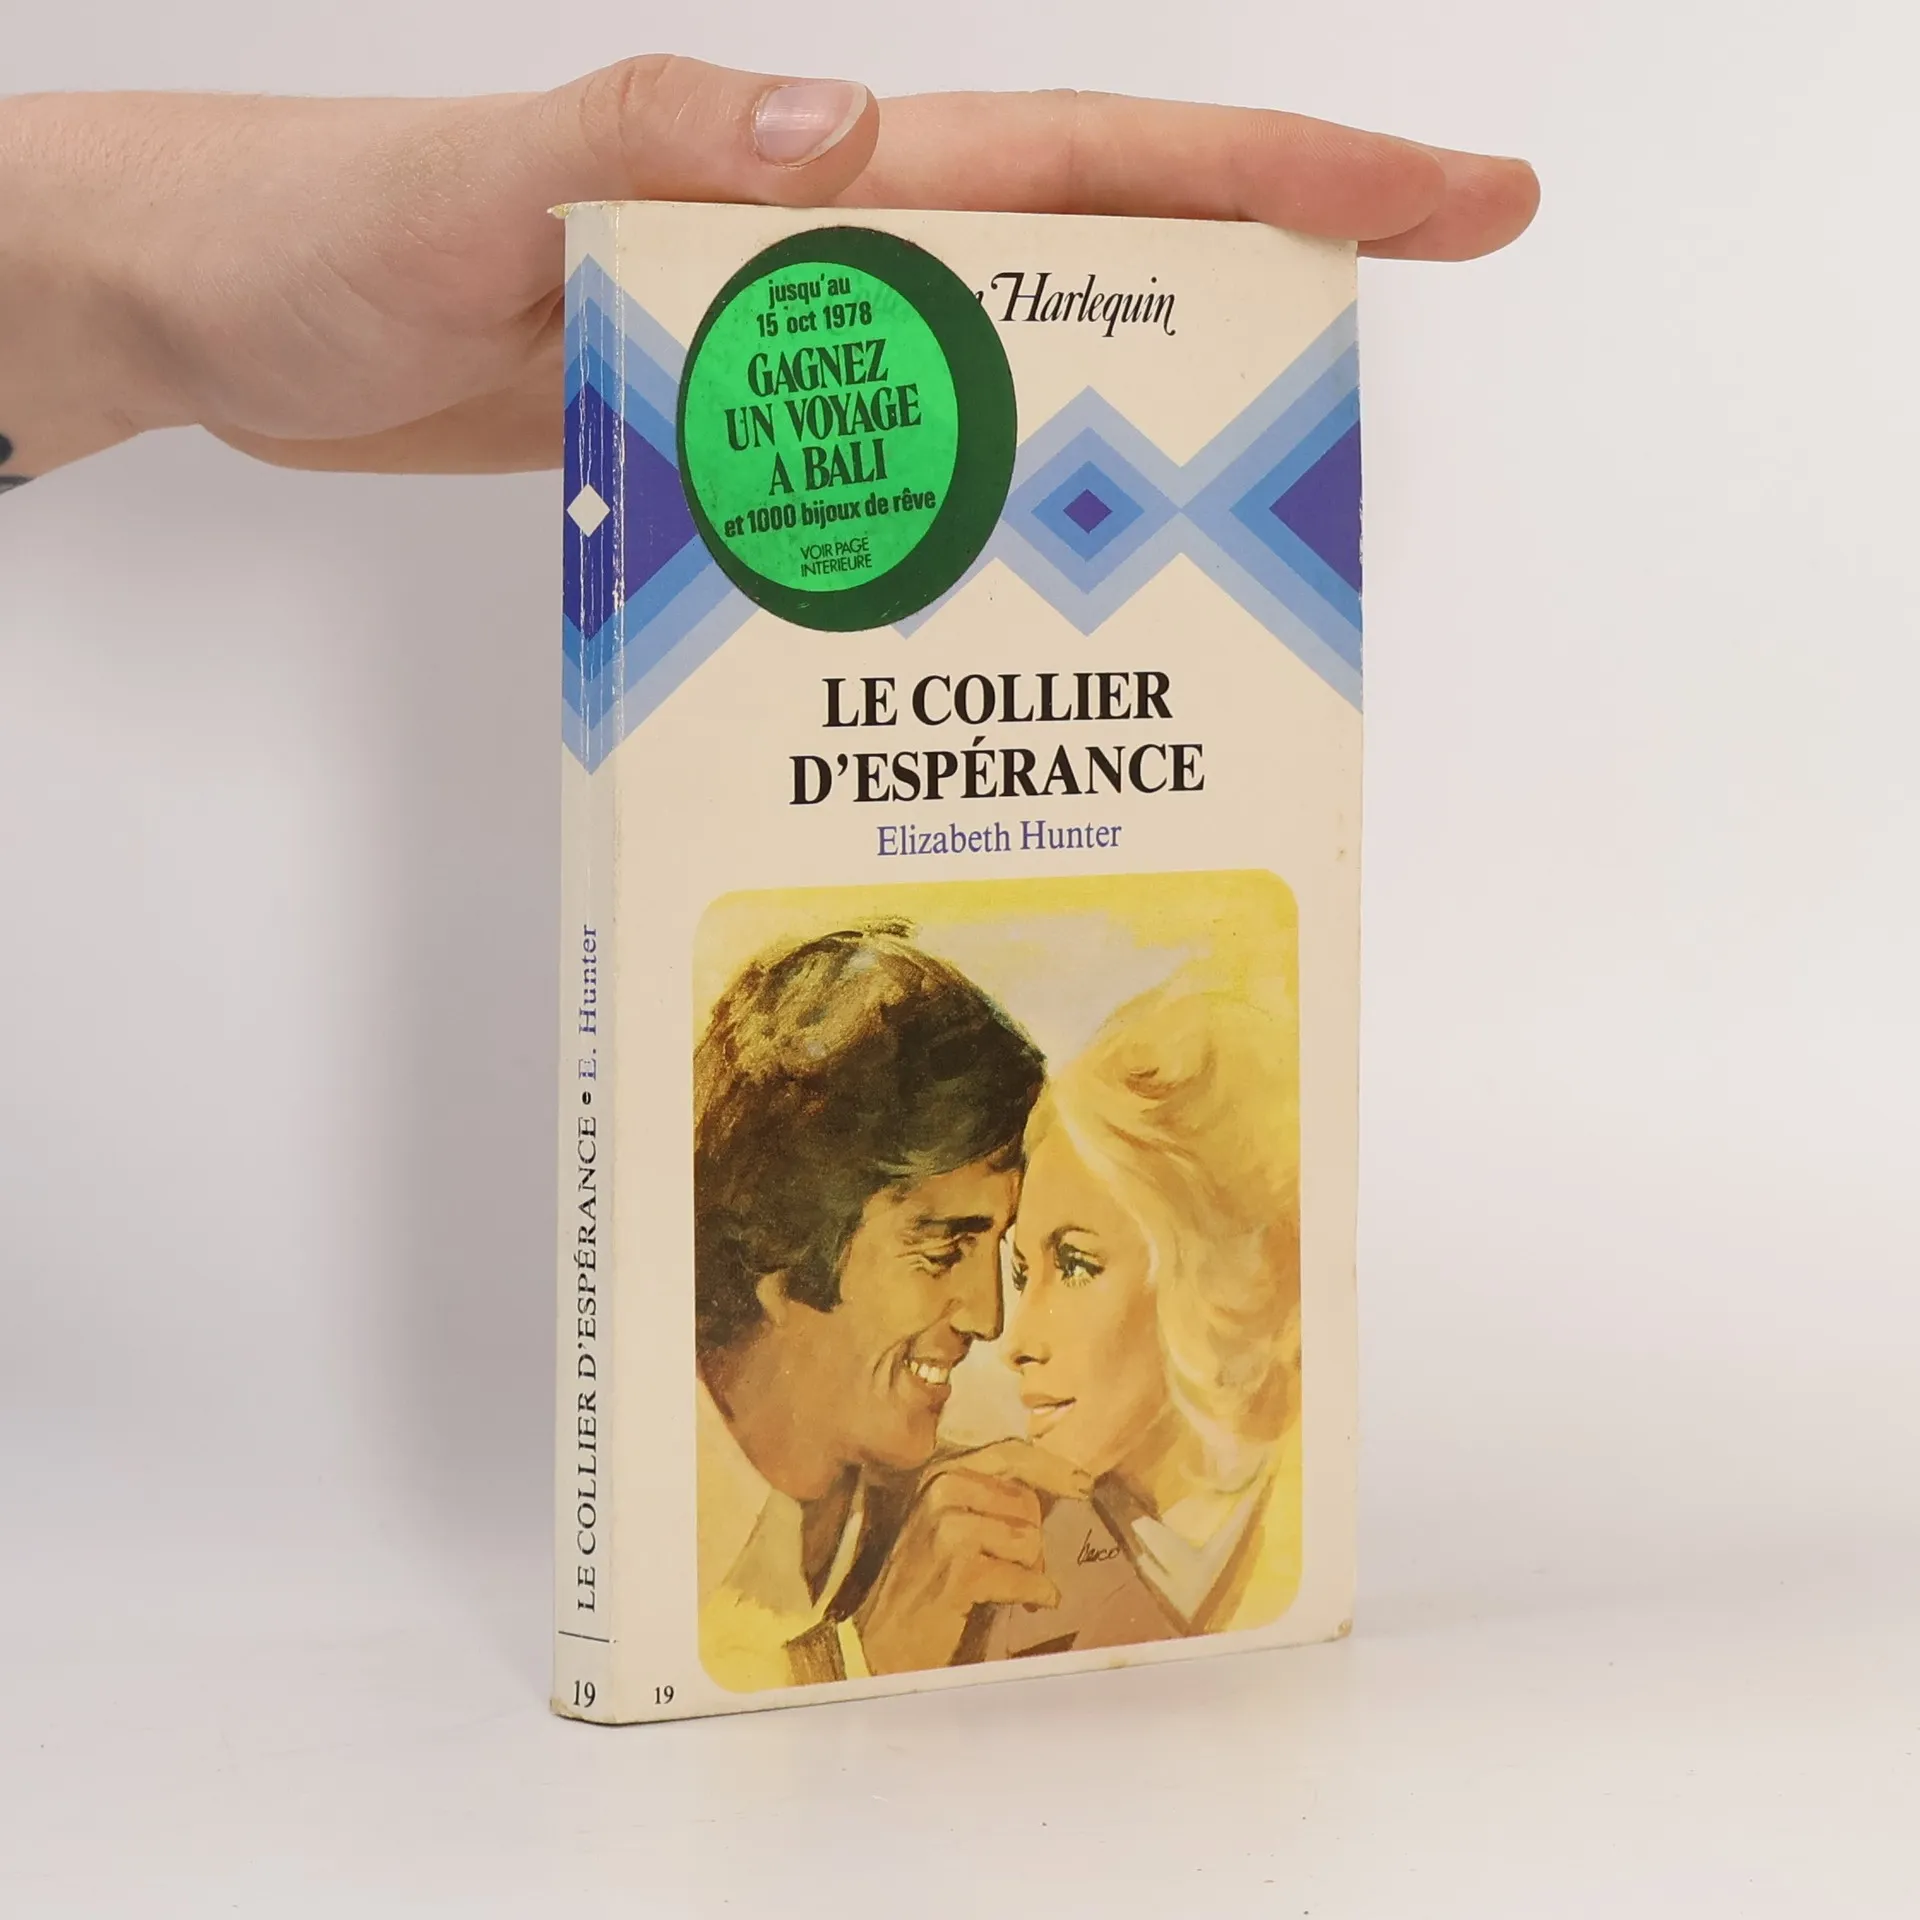 Harlequin
jusqu'au
15 oct 1978
GAGNEZ
UN VOYAGE
A BALI
et 1000 bijoux de rêve
VOIR PAGE
INTERIEURE
LE COLLIER
D'ESPÉRANCE
Elizabeth Hunter
19
LE COLLIER D'ESPÉRANCE • E. Hunter
19